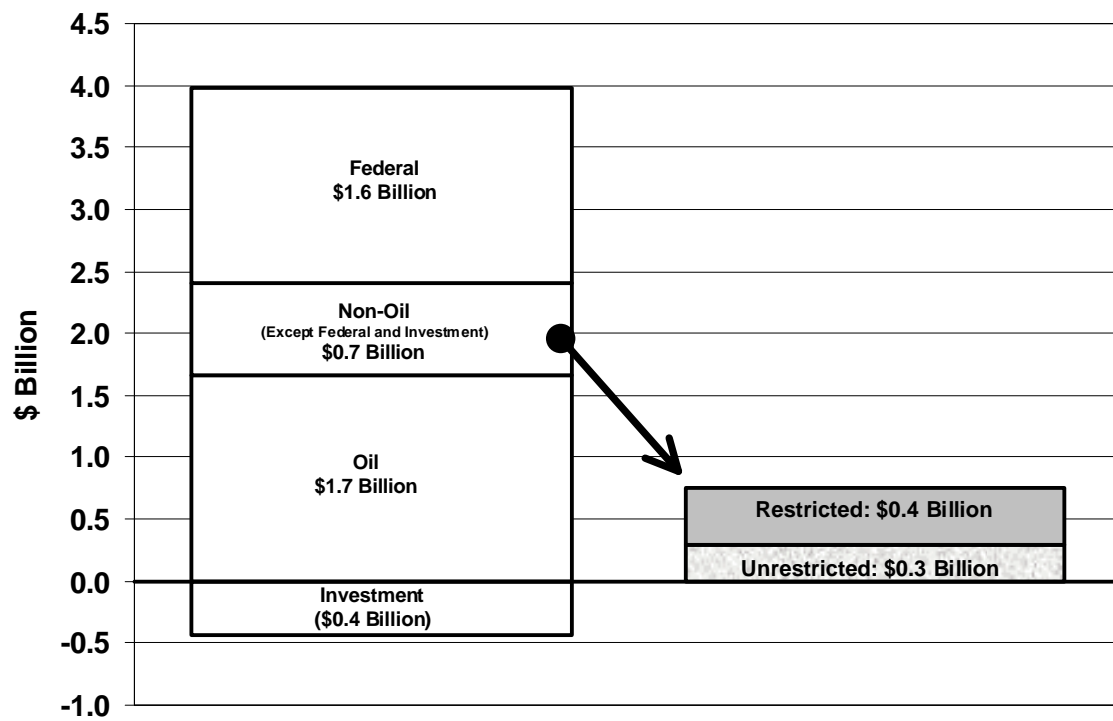 $ Billion
4.5
4.0
3.5
3.0
2.5
2.0
1.5
1.0
0.5
0.0
-0.5
-1.0
Federal
$1.6 Billion
Non-Oil
(Except Federal and Investment)
$0.7 Billion
Oil
$1.7 Billion
Investment
($0.4 Billion)
Restricted: $0.4 Billion
Unrestricted: $0.3 Billion